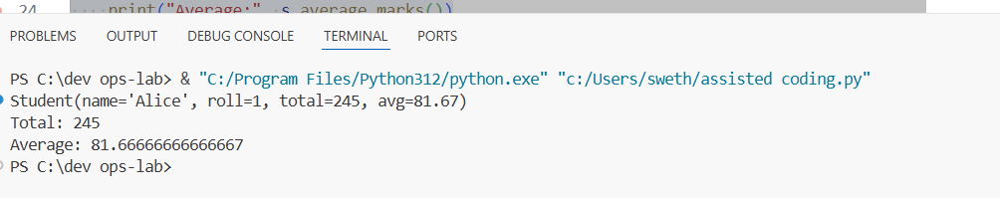 24 print("Average:", s.average_marks())
PROBLEMS OUTPUT DEBUG CONSOLE TERMINAL PORTS
PS C:\dev ops-lab> & "C:/Program Files/Python312/python.exe" "c:/Users/sweth/assisted coding.py"
Student(name='Alice', roll=1, total=245, avg=81.67)
Total: 245
Average: 81.66666666666667
PS C:\dev ops-lab>